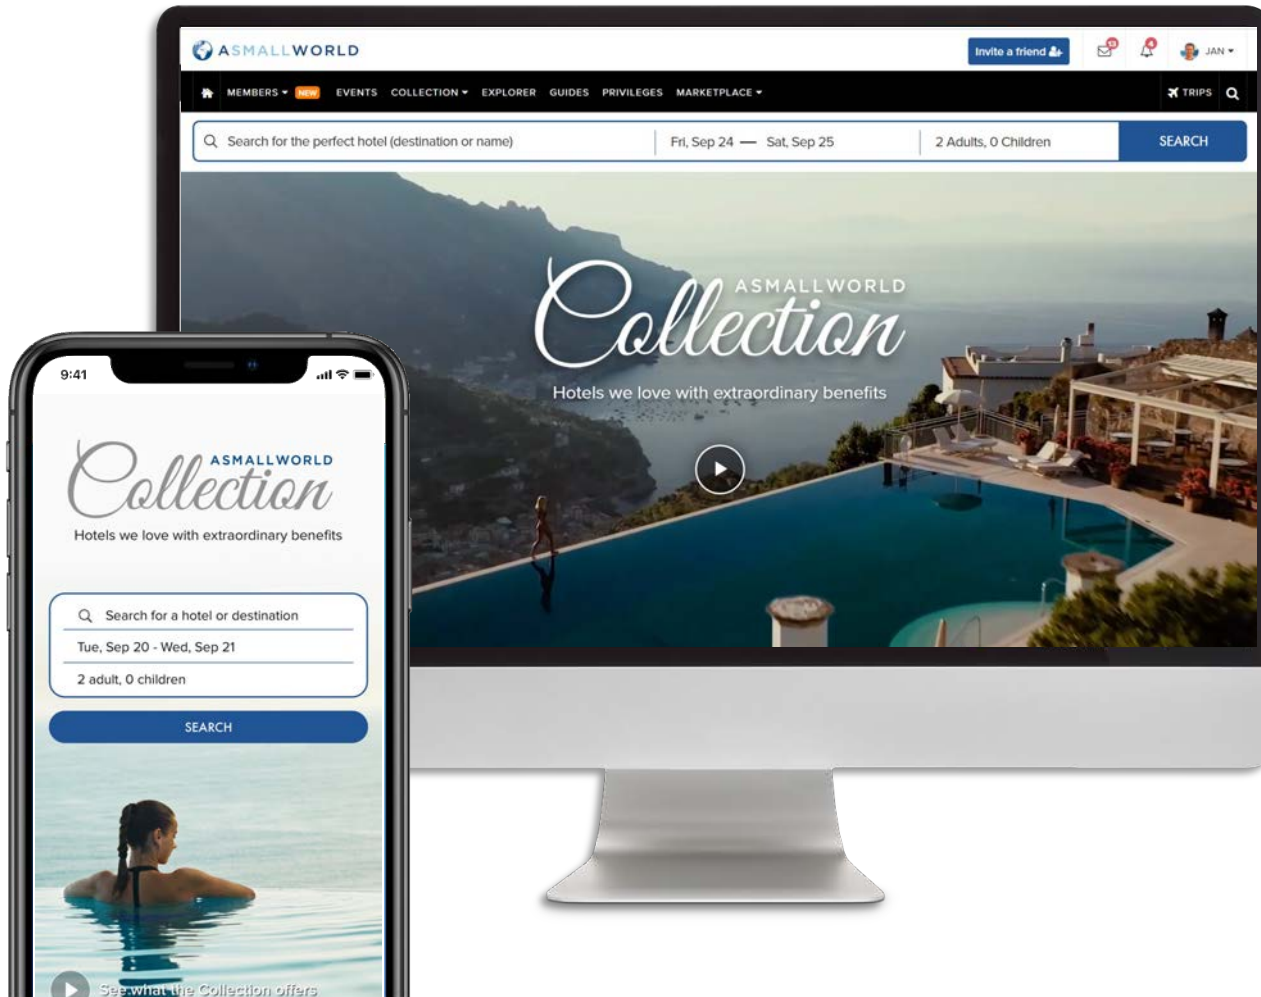 ASMALLWORLD
Invite a friend
JAN
MEMBERS NEW EVENTS COLLECTION EXPLORER GUIDES PRIVILEGES MARKETPLACE TRIPS
Search for the perfect hotel (destination or name) Fri, Sep 24 — Sat, Sep 25 2 Adults, 0 Children SEARCH
ASMALLWORLD
Collection
Hotels we love with extraordinary benefits
9:41
ASMALLWORLD
Collection
Hotels we love with extraordinary benefits
Search for a hotel or destination
Tue, Sep 20 - Wed, Sep 21
2 adult, 0 children
SEARCH
See what the Collection offers